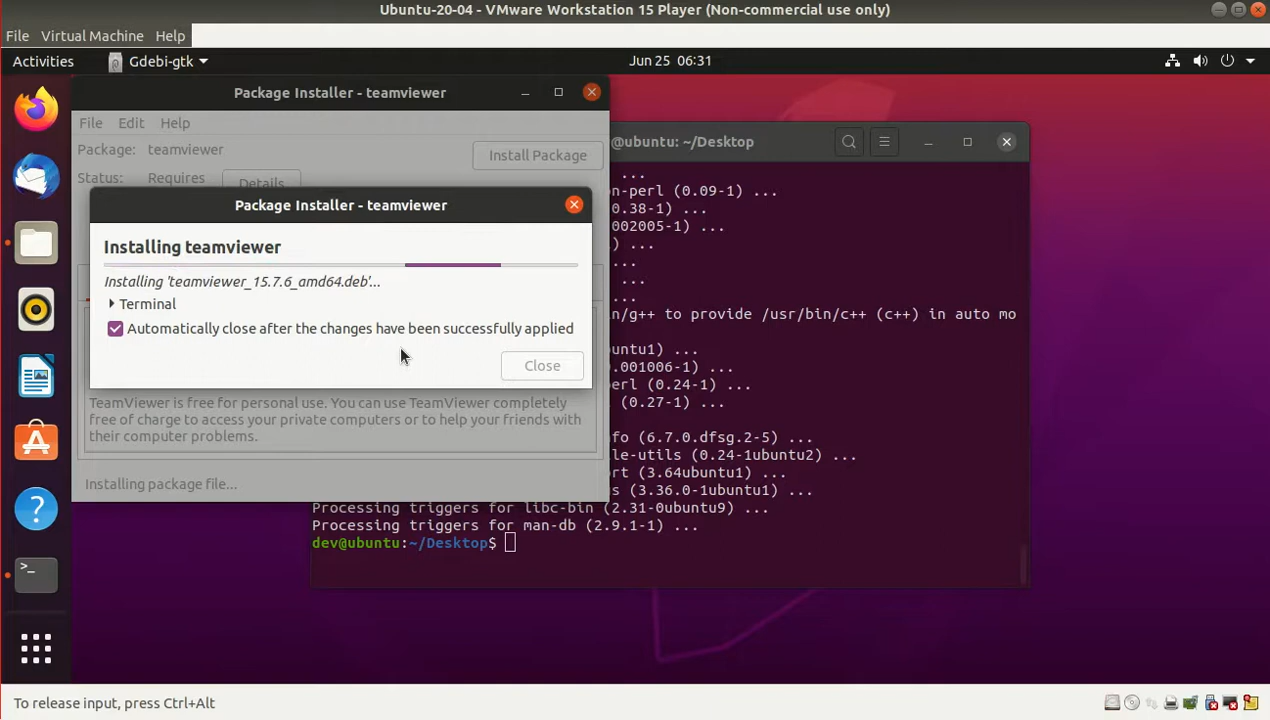 Ubuntu-20-04 - VMware Workstation 15 Player (Non-commercial use only)
File Virtual Machine Help
Activities Gdebi-gtk Jun 25 06:31
Package Installer - teamviewer
File Edit Help
Package: teamviewer Install Package
Status: Requires Details
Package Installer - teamviewer
Installing teamviewer
Installing 'teamviewer_15.7.6_amd64.deb'...
Terminal
Automatically close after the changes have been successfully applied
Close
TeamViewer is free for personal use. You can use TeamViewer completely
free of charge to access your private computers or to help your friends with
their computer problems.
Installing package file...
@ubuntu: ~/Desktop
...
n-perl (0.09-1) ...
0.38-1) ...
002005-1) ...
) ...
...
...
...
n/g++ to provide /usr/bin/c++ (c++) in auto mo
untu1) ...
.001006-1) ...
perl (0.24-1) ...
(0.27-1) ...
fo (6.7.0.dfsg.2-5) ...
le-utils (0.24-1ubuntu2) ...
rt (3.64ubuntu1) ...
s (3.36.0-1ubuntu1) ...
Processing triggers for libc-bin (2.31-0ubuntu9) ...
Processing triggers for man-db (2.9.1-1) ...
dev@ubuntu:~/Desktop$
To release input, press Ctrl+Alt